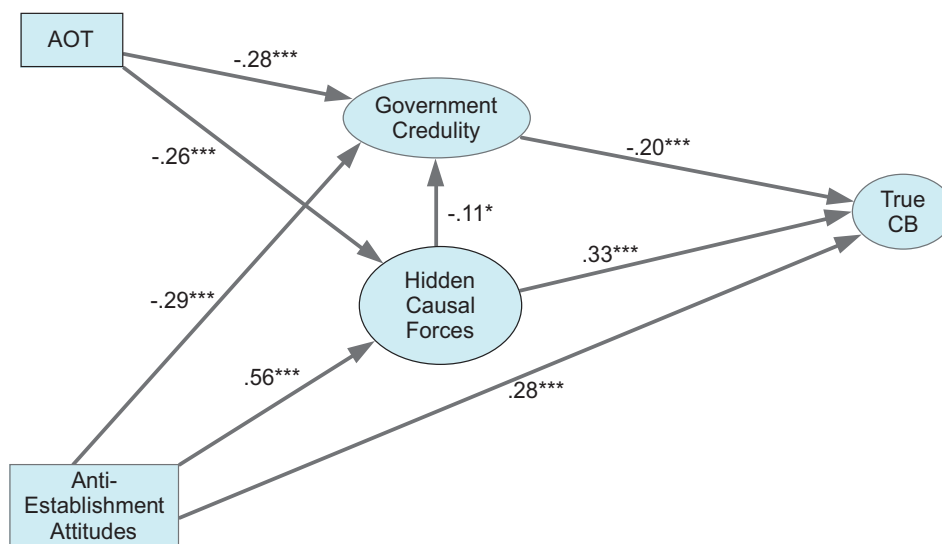 AOT
-.28***
Government
Credulity
-.26***
-.20***
True
CB
-.11*
.33***
Hidden
Causal
Forces
-.29***
.56***
.28***
Anti-
Establishment
Attitudes